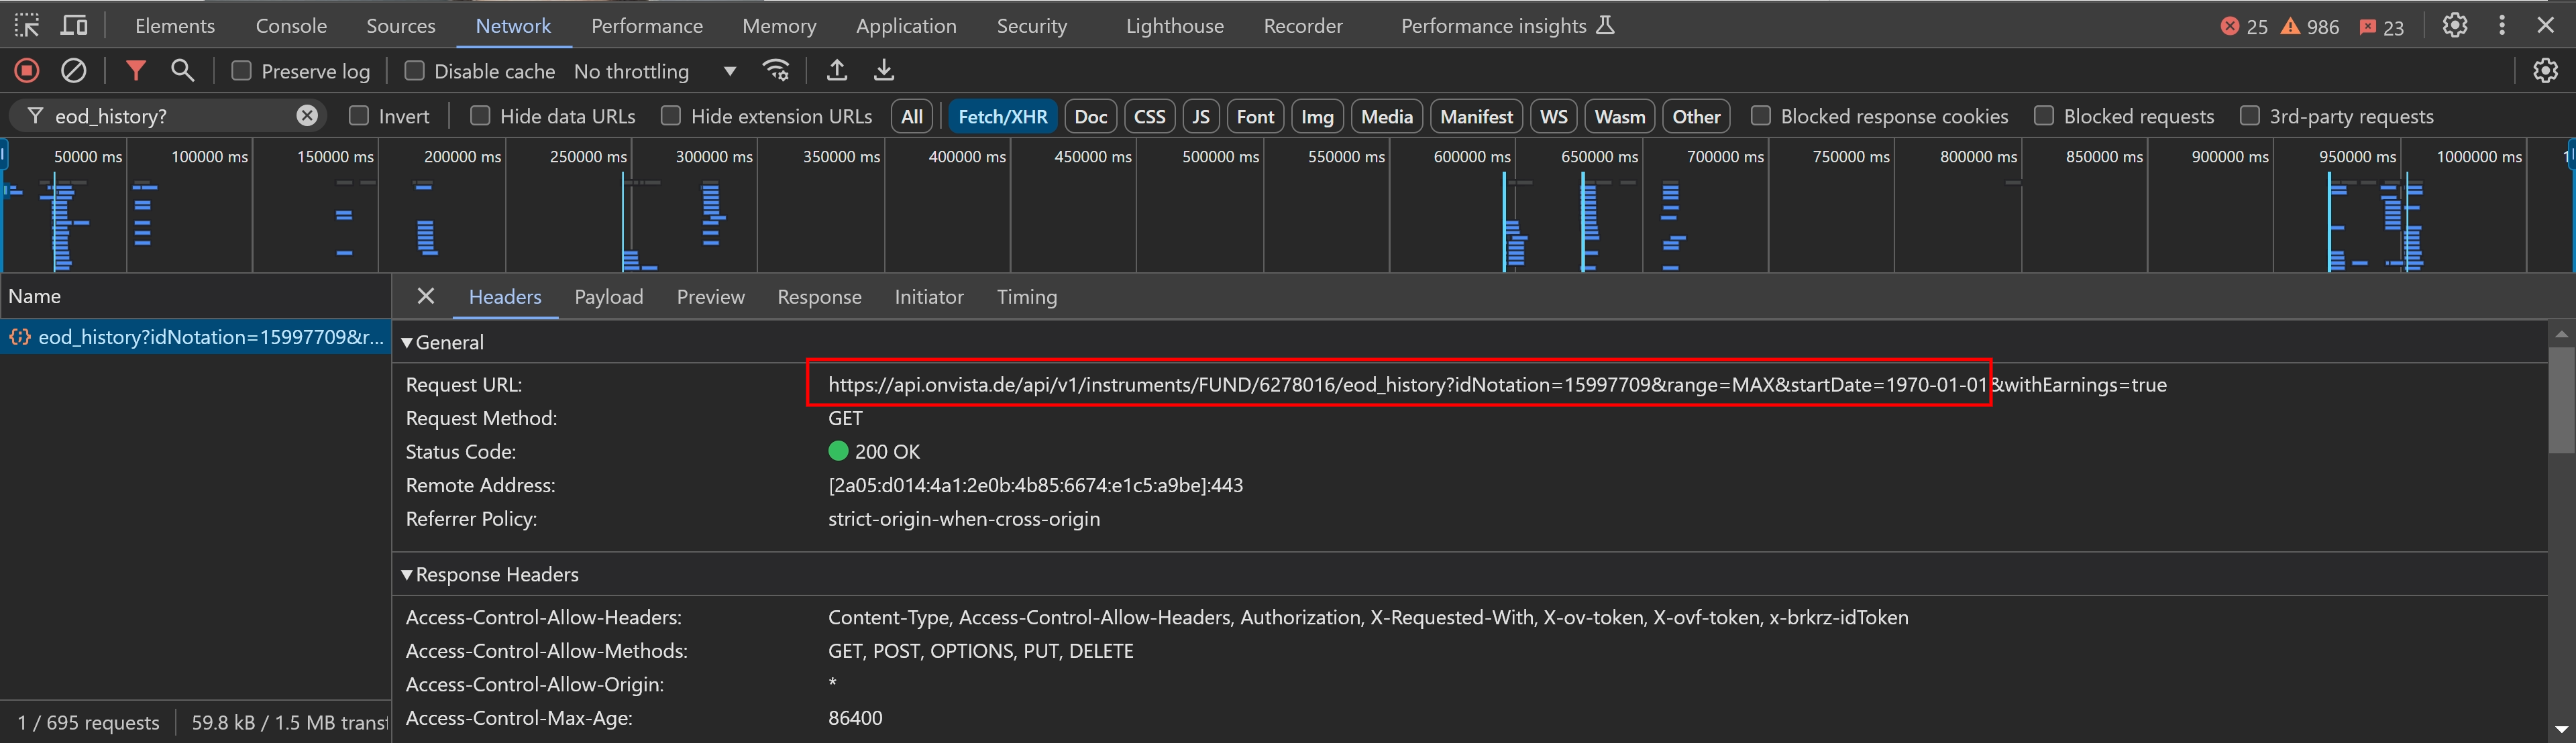 Elements Console Sources Network Performance Memory Application Security Lighthouse Recorder Performance insights 25 986 23
Preserve log Disable cache No throttling
eod_history? Invert Hide data URLs Hide extension URLs All Fetch/XHR Doc CSS JS Font Img Media Manifest WS Wasm Other Blocked response cookies Blocked requests 3rd-party requests
50000 ms 100000 ms 150000 ms 200000 ms 250000 ms 300000 ms 350000 ms 400000 ms 450000 ms 500000 ms 550000 ms 600000 ms 650000 ms 700000 ms 750000 ms 800000 ms 850000 ms 900000 ms 950000 ms 1000000 ms
Name Headers Payload Preview Response Initiator Timing
eod_history?idNotation=15997709&r...
General
Request URL: https://api.onvista.de/api/v1/instruments/FUND/6278016/eod_history?idNotation=15997709&range=MAX&startDate=1970-01-01&withEarnings=true
Request Method: GET
Status Code: 200 OK
Remote Address: [2a05:d014:4a1:2e0b:4b85:6674:e1c5:a9be]:443
Referrer Policy: strict-origin-when-cross-origin
Response Headers
Access-Control-Allow-Headers: Content-Type, Access-Control-Allow-Headers, Authorization, X-Requested-With, X-ov-token, X-ovf-token, x-brkrz-idToken
Access-Control-Allow-Methods: GET, POST, OPTIONS, PUT, DELETE
Access-Control-Allow-Origin: *
Access-Control-Max-Age: 86400
1 / 695 requests 59.8 kB / 1.5 MB transf